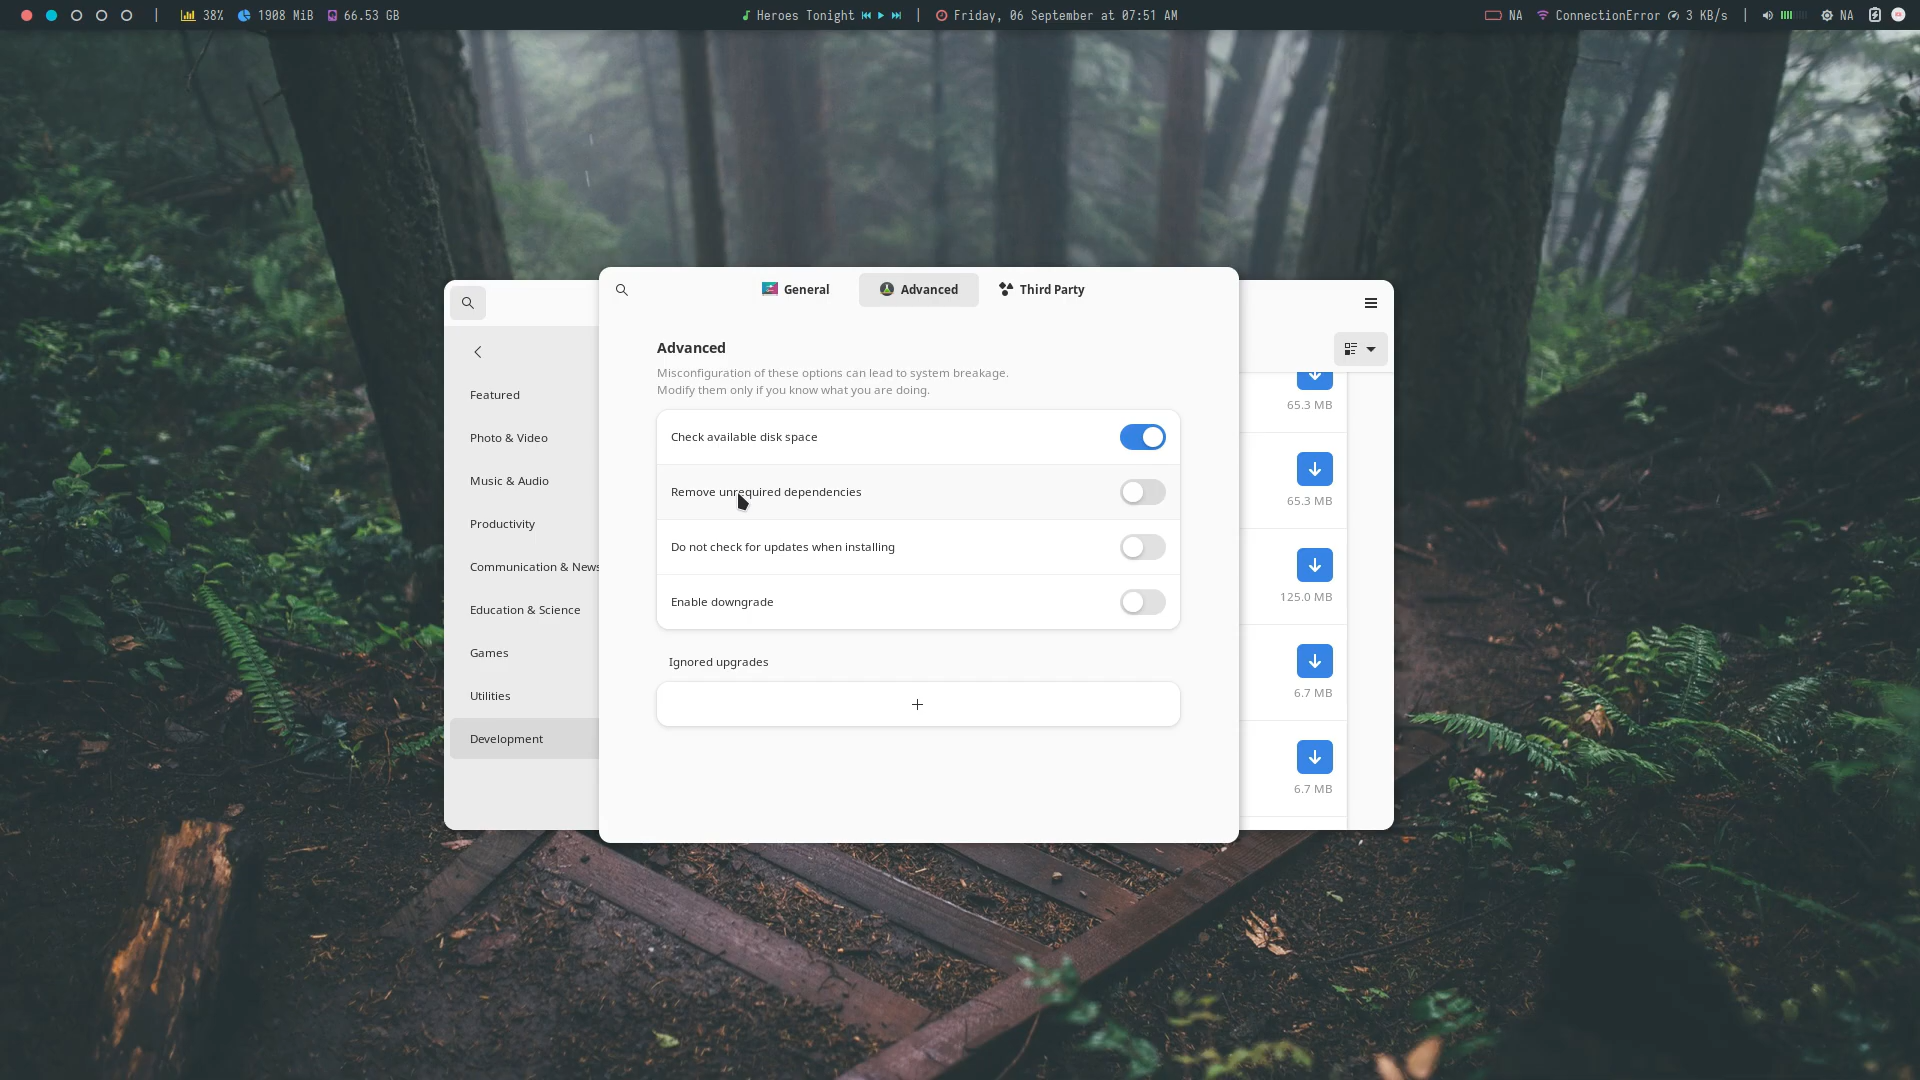 38% 1908 MiB 66.53 GB Heroes Tonight Friday, 06 September at 07:51 AM NA ConnectionError 3 KB/s NA
General Advanced Third Party
Advanced
Misconfiguration of these options can lead to system breakage.
Modify them only if you know what you are doing.
Check available disk space
Remove unrequired dependencies
Do not check for updates when installing
Enable downgrade
Ignored upgrades
Featured
Photo & Video
Music & Audio
Productivity
Communication & News
Education & Science
Games
Utilities
Development
65.3 MB
65.3 MB
125.0 MB
6.7 MB
6.7 MB